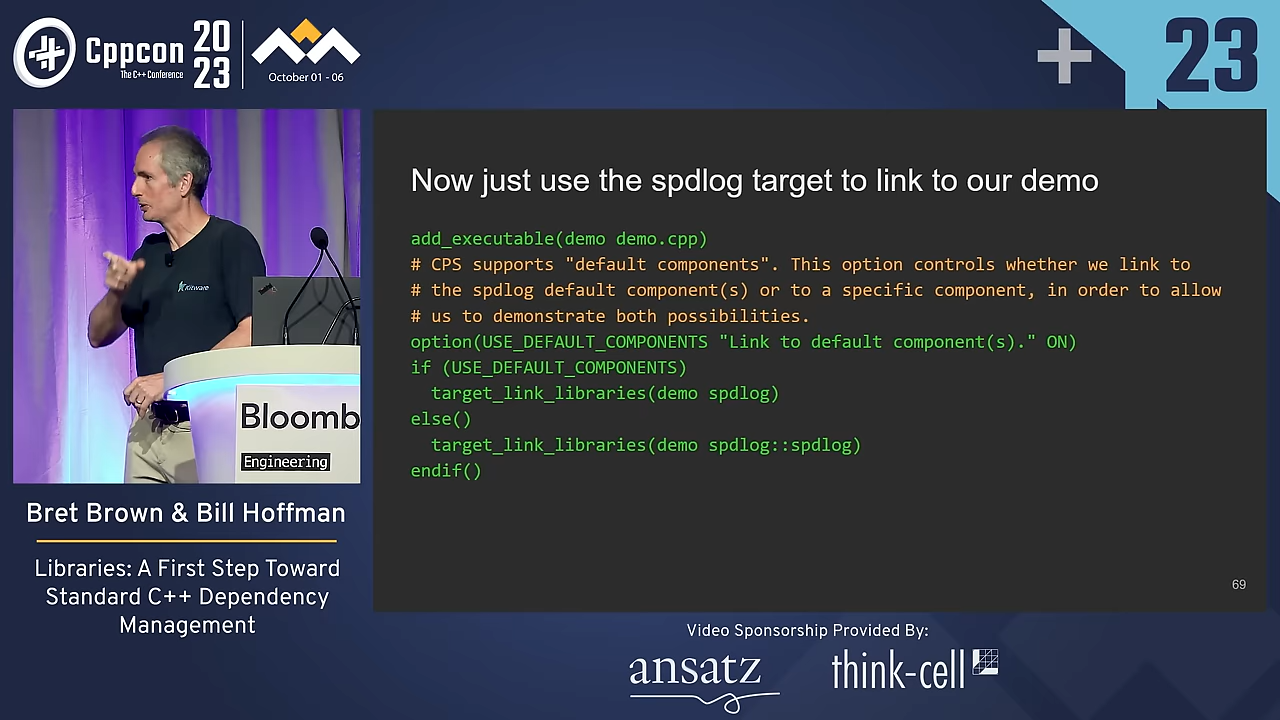 Cppcon
The C++ Conference
20
23
October 01 - 06
23
Kitware
Bloomb
Engineering
Bret Brown & Bill Hoffman
Libraries: A First Step Toward
Standard C++ Dependency
Management
Now just use the spdlog target to link to our demo
add_executable(demo demo.cpp)
# CPS supports "default components". This option controls whether we link to
# the spdlog default component(s) or to a specific component, in order to allow
# us to demonstrate both possibilities.
option(USE_DEFAULT_COMPONENTS "Link to default component(s)." ON)
if (USE_DEFAULT_COMPONENTS)
  target_link_libraries(demo spdlog)
else()
  target_link_libraries(demo spdlog::spdlog)
endif()
69
Video Sponsorship Provided By:
ansatz
think-cell